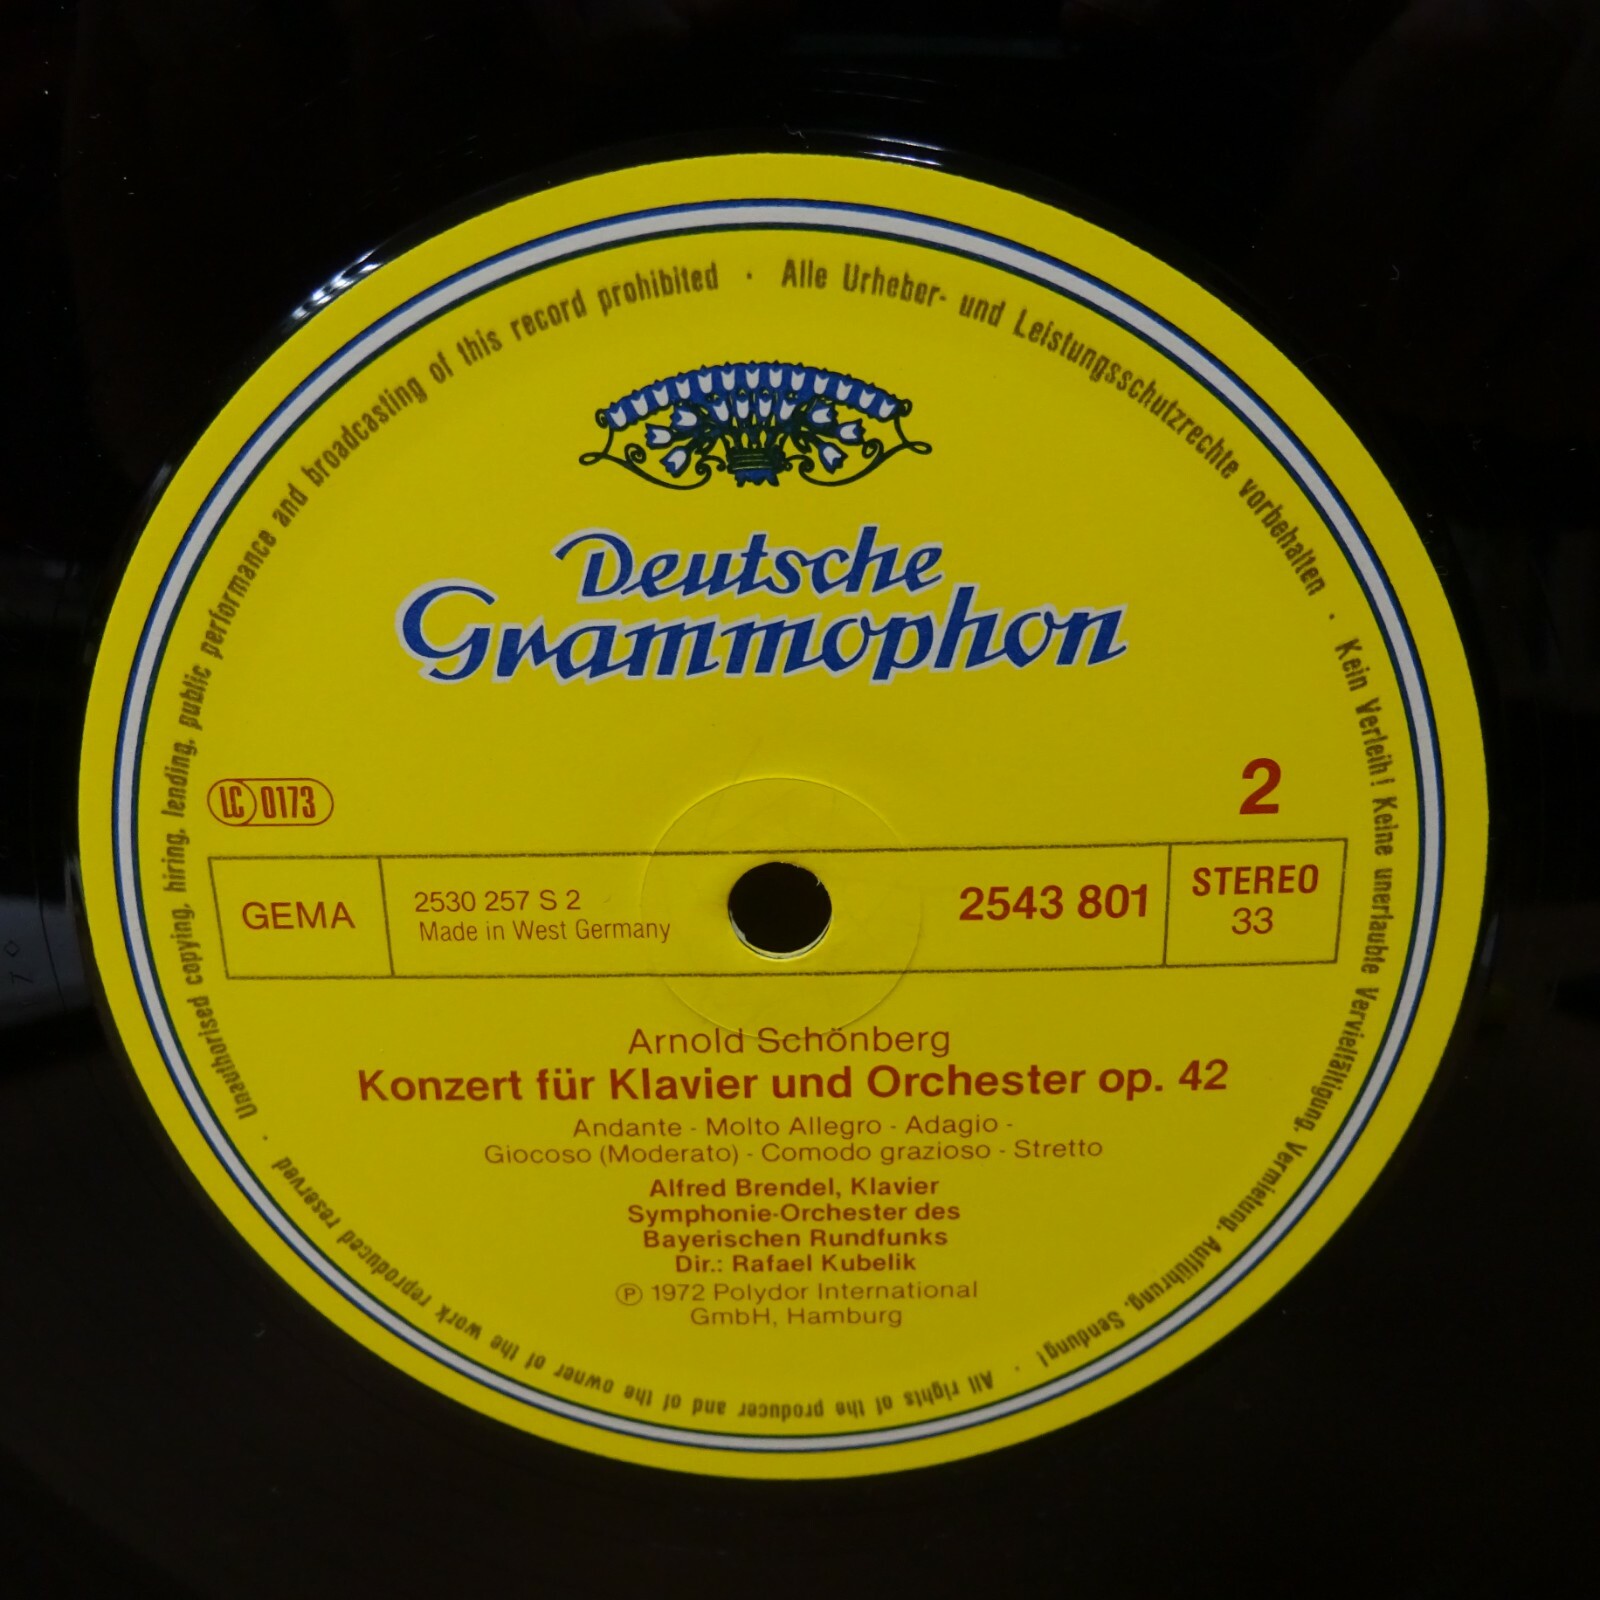 Alle Urheber- und Leistungsschutzrechte vorbehalten · Kein Verleih! Keine unerlaubte Vervielfältigung, Vermietung, Aufführung, Sendung! ·
All rights of the producer and of the owner of the work reproduced reserved · Unauthorised copying, hiring, lending, public performance and broadcasting of this record prohibited ·
Deutsche
Grammophon
LC 0173
2
GEMA
2530 257 S 2
Made in West Germany
2543 801
STEREO
33
Arnold Schönberg
Konzert für Klavier und Orchester op. 42
Andante - Molto Allegro - Adagio -
Giocoso (Moderato) - Comodo grazioso - Stretto
Alfred Brendel, Klavier
Symphonie-Orchester des
Bayerischen Rundfunks
Dir.: Rafael Kubelik
℗ 1972 Polydor International
GmbH, Hamburg